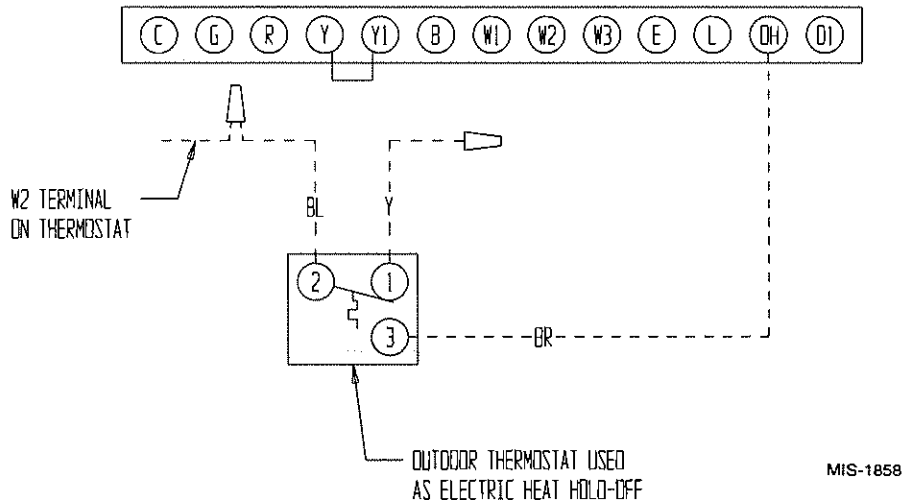 C G R Y Y1 B W1 W2 W3 E L OH O1
W2 TERMINAL
ON THERMOSTAT
BL Y
2 1
3
BR
OUTDOOR THERMOSTAT USED
AS ELECTRIC HEAT HOLD-OFF
MIS-1858